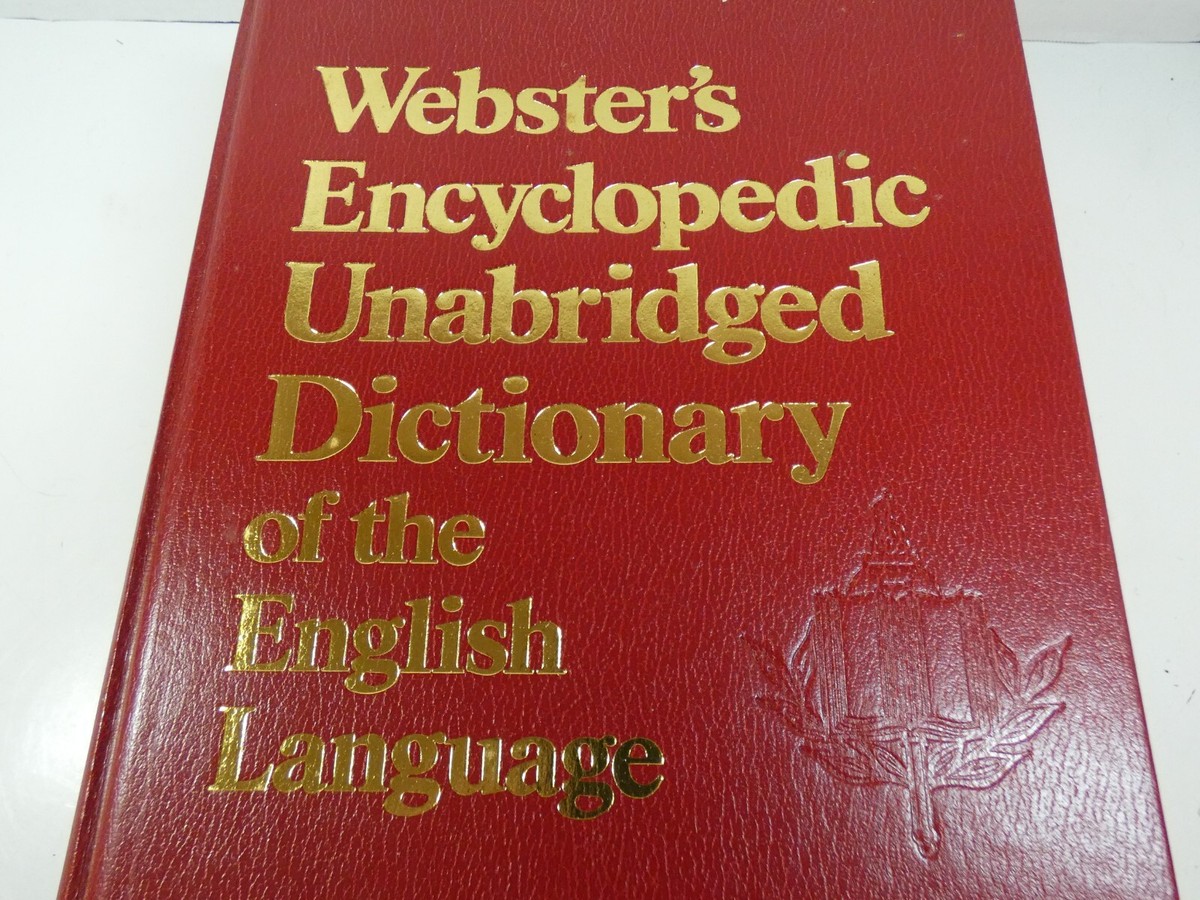 Webster's
Encyclopedic
Unabridged
Dictionary
of the
English
Language